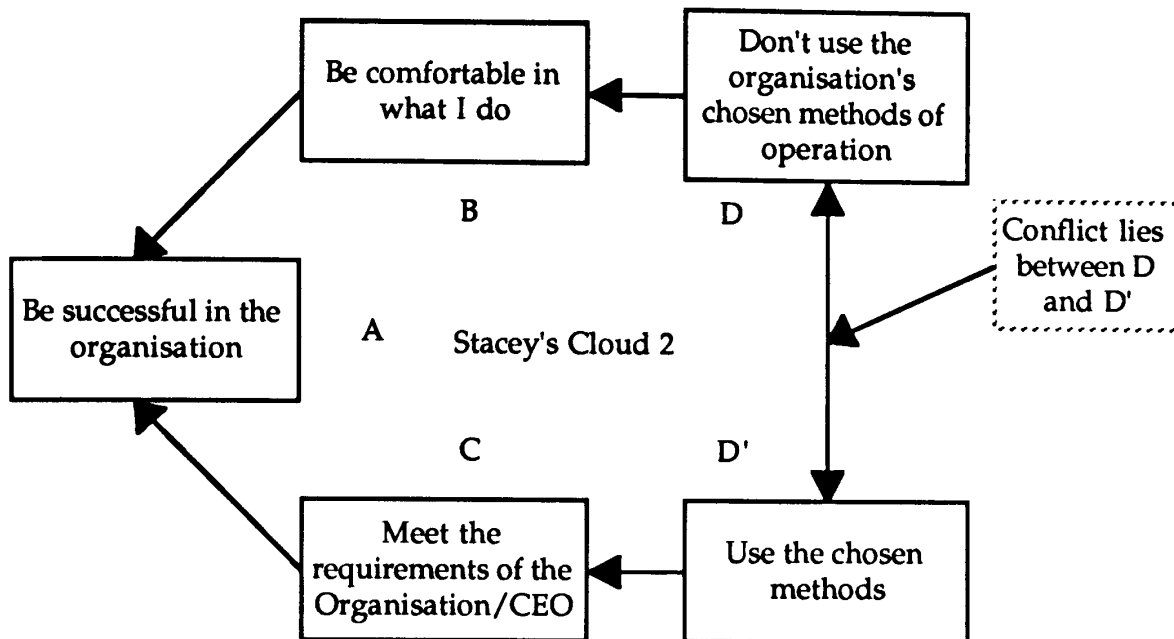 Be comfortable in
what I do
Don't use the
organisation's
chosen methods of
operation
B
D
Conflict lies
between D
and D'
Be successful in the
organisation
A
Stacey's Cloud 2
C
D'
Meet the
requirements of the
Organisation/CEO
Use the chosen
methods